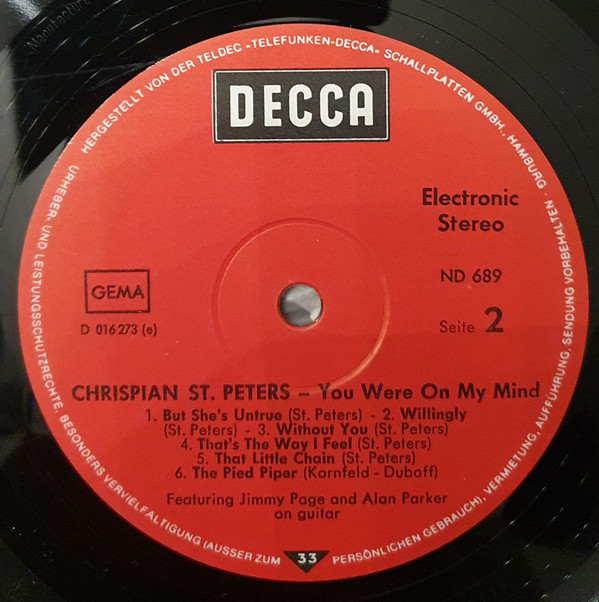 Manufactur
HERGESTELLT VON DER TELDEC »TELEFUNKEN-DECCA« SCHALLPLATTEN GMBH, HAMBURG
URHEBER- UND LEISTUNGSSCHUTZRECHTE, BESONDERS VERVIELFÄLTIGUNG (AUSSER ZUM PERSÖNLICHEN GEBRAUCH), VERMIETUNG, AUFFÜHRUNG, SENDUNG VORBEHALTEN
DECCA
Electronic
Stereo
ND 689
Seite 2
GEMA
D 016 273 (e)
CHRISPIAN ST. PETERS – You Were On My Mind
1. But She's Untrue (St. Peters) - 2. Willingly
(St. Peters) - 3. Without You (St. Peters)
4. That's The Way I Feel (St. Peters)
5. That Little Chain (St. Peters)
6. The Pied Piper (Kornfeld - Duboff)
Featuring Jimmy Page and Alan Parker
on guitar
33